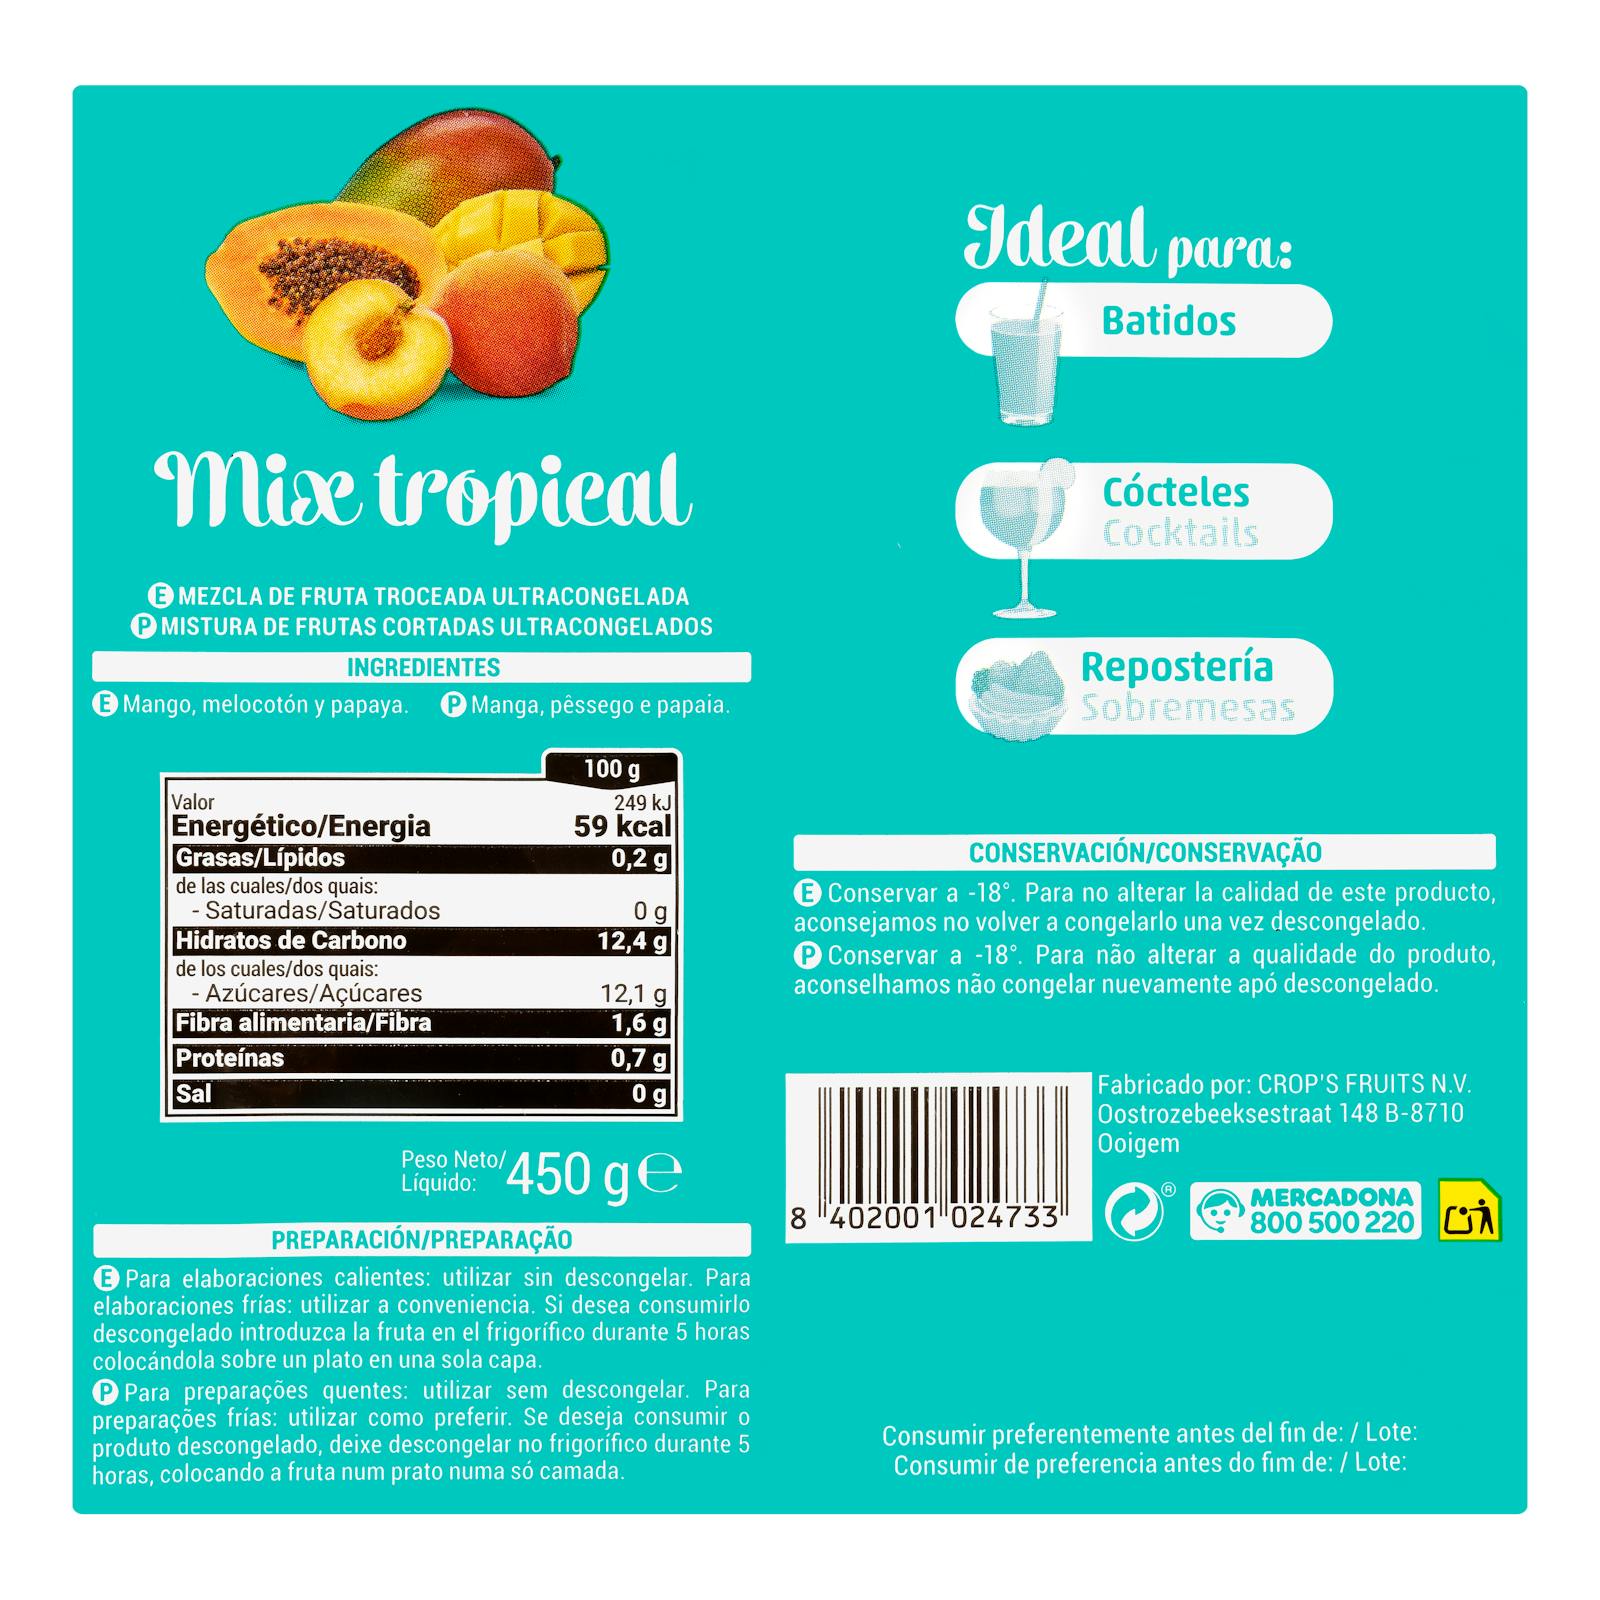 Mix tropical
E MEZCLA DE FRUTA TROCEADA ULTRACONGELADA
P MISTURA DE FRUTAS CORTADAS ULTRACONGELADOS
INGREDIENTES
E Mango, melocotón y papaya. P Manga, pêssego e papaia.
100 g
Valor 249 kJ
Energético/Energia 59 kcal
Grasas/Lípidos 0,2 g
de las cuales/dos quais:
- Saturadas/Saturados 0 g
Hidratos de Carbono 12,4 g
de los cuales/dos quais:
- Azúcares/Açúcares 12,1 g
Fibra alimentaria/Fibra 1,6 g
Proteínas 0,7 g
Sal 0 g
Peso Neto/
Líquido: 450 g ℮
PREPARACIÓN/PREPARAÇÃO
E Para elaboraciones calientes: utilizar sin descongelar. Para
elaboraciones frías: utilizar a conveniencia. Si desea consumirlo
descongelado introduzca la fruta en el frigorífico durante 5 horas
colocándola sobre un plato en una sola capa.
P Para preparações quentes: utilizar sem descongelar. Para
preparações frías: utilizar como preferir. Se deseja consumir o
produto descongelado, deixe descongelar no frigorífico durante 5
horas, colocando a fruta num prato numa só camada.
Ideal para:
Batidos
Cócteles
Cocktails
Repostería
Sobremesas
CONSERVACIÓN/CONSERVAÇÃO
E Conservar a -18°. Para no alterar la calidad de este producto,
aconsejamos no volver a congelarlo una vez descongelado.
P Conservar a -18°. Para não alterar a qualidade do produto,
aconselhamos não congelar nuevamente apó descongelado.
8 402001 024733
Fabricado por: CROP'S FRUITS N.V.
Oostrozebeeksestraat 148 B-8710
Ooigem
®
MERCADONA
800 500 220
Consumir preferentemente antes del fin de: / Lote:
Consumir de preferencia antes do fim de: / Lote: